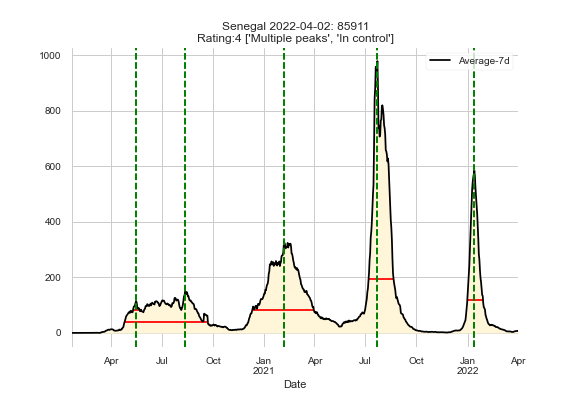 Senegal 2022-04-02: 85911
Rating:4 ['Multiple peaks', 'In control']
Average-7d
1000
800
600
400
200
0
Apr Jul Oct Jan Apr Jul Oct Jan Apr
2021 2022
Date